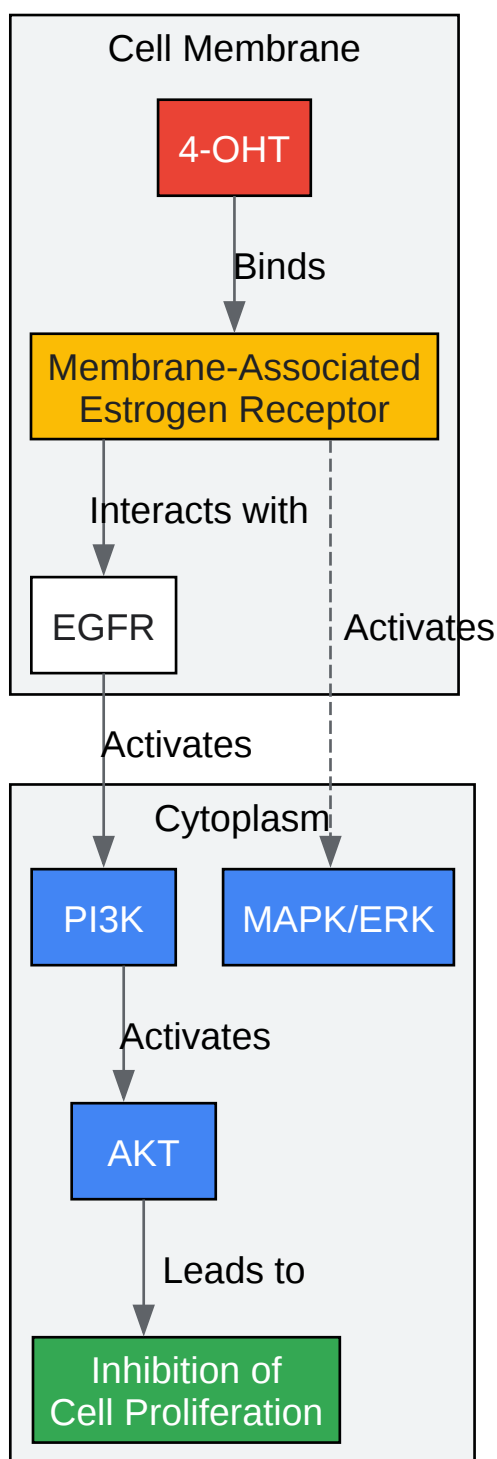 Cell Membrane
4-OHT
Binds
Membrane-Associated
Estrogen Receptor
Interacts with
EGFR
Activates
Activates
Cytoplasm
PI3K
MAPK/ERK
Activates
AKT
Leads to
Inhibition of
Cell Proliferation